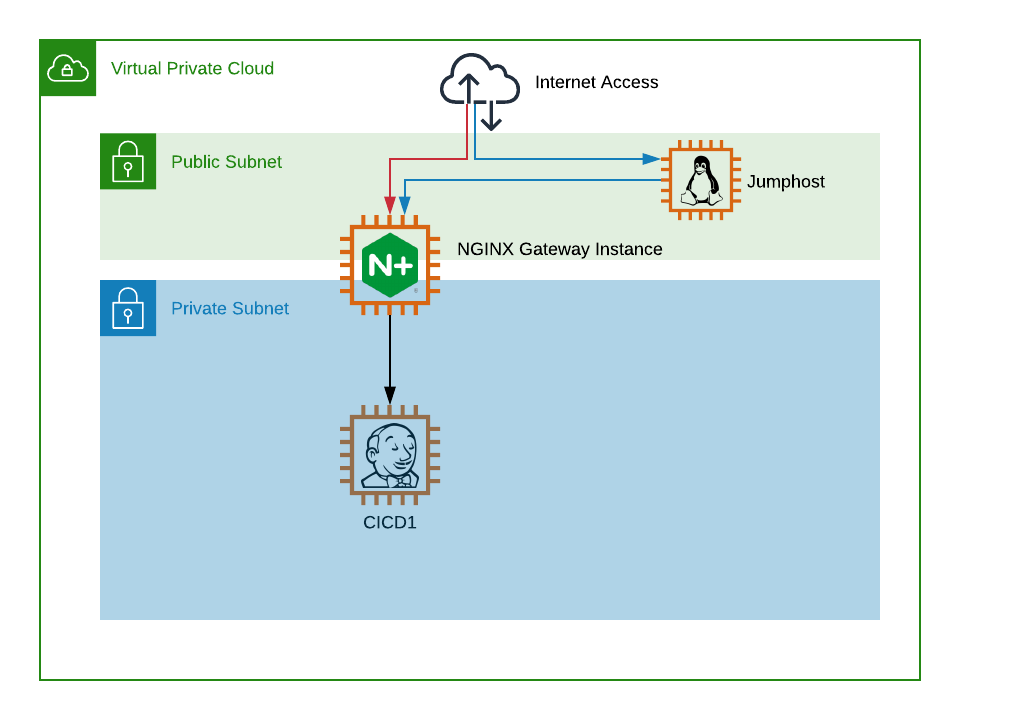 Virtual Private Cloud
Internet Access
Public Subnet
Jumphost
NGINX Gateway Instance
N+
®
Private Subnet
CICD1